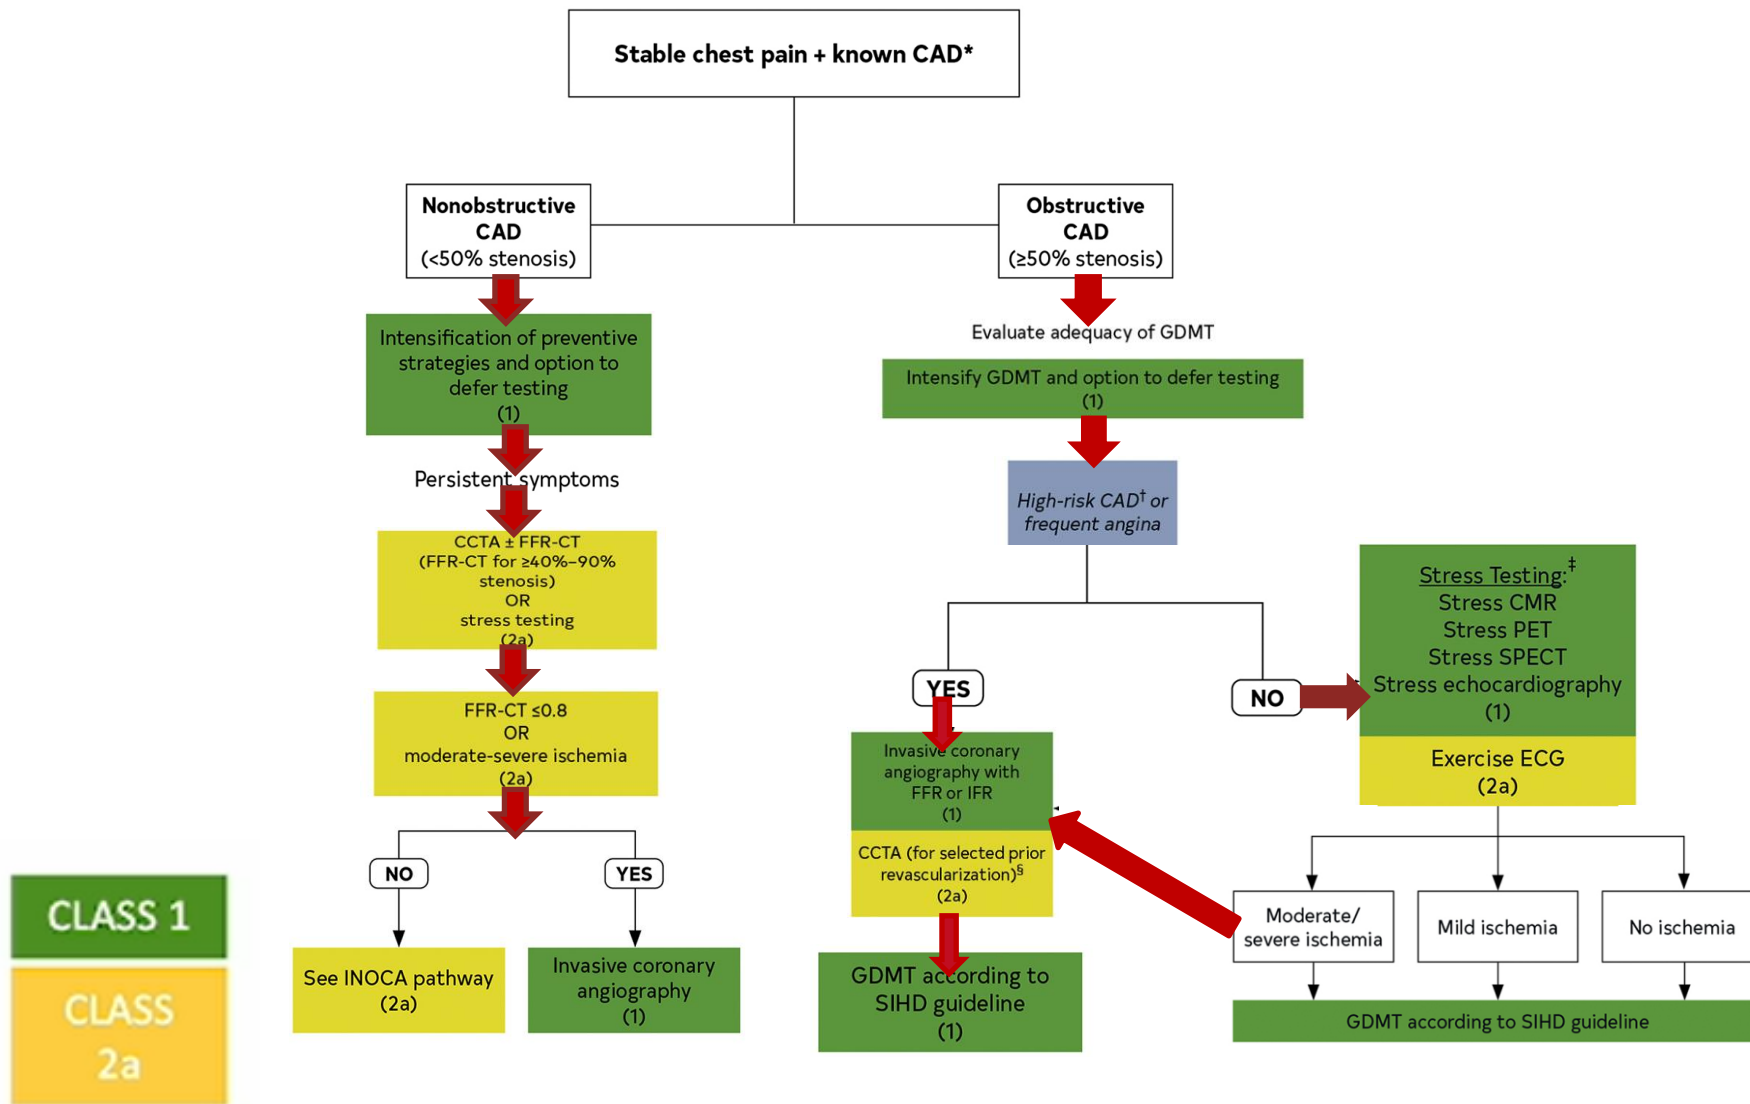 Stable chest pain + known CAD*
Nonobstructive
CAD
(<50% stenosis)
Obstructive
CAD
(≥50% stenosis)
Intensification of preventive
strategies and option to
defer testing
(1)
Persistent symptoms
CCTA ± FFR-CT
(FFR-CT for ≥40%–90%
stenosis)
OR
stress testing
(2a)
FFR-CT ≤0.8
OR
moderate-severe ischemia
(2a)
NO
YES
See INOCA pathway
(2a)
Invasive coronary
angiography
(1)
Evaluate adequacy of GDMT
Intensify GDMT and option to defer testing
(1)
High-risk CAD† or
frequent angina
YES
NO
Invasive coronary
angiography with
FFR or IFR
(1)
CCTA (for selected prior
revascularization)§
(2a)
GDMT according to
SIHD guideline
(1)
Stress Testing:‡
Stress CMR
Stress PET
Stress SPECT
Stress echocardiography
(1)
Exercise ECG
(2a)
Moderate/
severe ischemia
Mild ischemia
No ischemia
GDMT according to SIHD guideline
CLASS 1
CLASS
2a